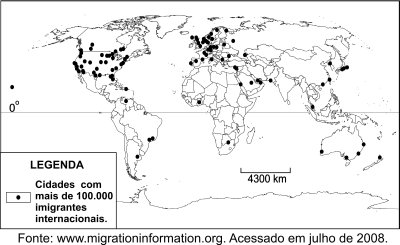 0°
4300 km
LEGENDA
Cidades com
mais de 100.000
imigrantes
internacionais.
Fonte: www.migrationinformation.org. Acessado em julho de 2008.